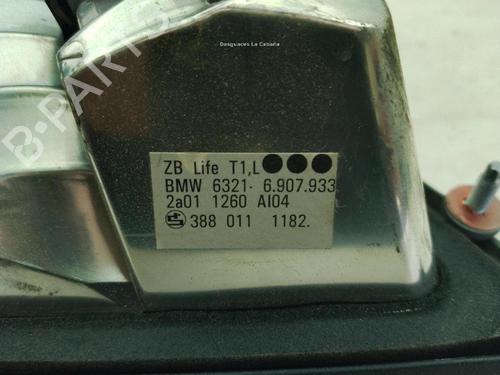 Desguaces La Cabaña
B-PARTS
ZB Life T1,L
BMW 6321- 6.907.933
2a01 1260 AI04
388 011 1182.